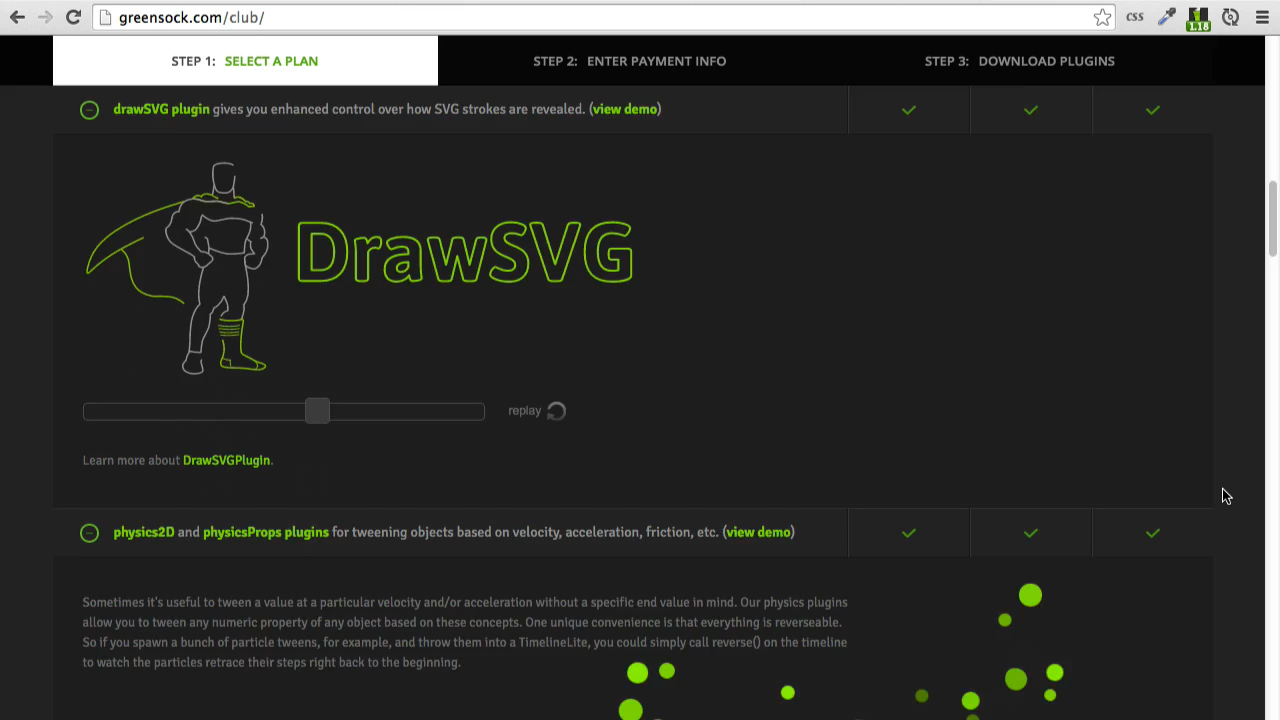 greensock.com/club/
CSS
1.18
STEP 1: SELECT A PLAN
STEP 2: ENTER PAYMENT INFO
STEP 3: DOWNLOAD PLUGINS
drawSVG plugin gives you enhanced control over how SVG strokes are revealed. (view demo)
DrawSVG
replay
Learn more about DrawSVGPlugin.
physics2D and physicsProps plugins for tweening objects based on velocity, acceleration, friction, etc. (view demo)
Sometimes it's useful to tween a value at a particular velocity and/or acceleration without a specific end value in mind. Our physics plugins
allow you to tween any numeric property of any object based on these concepts. One unique convenience is that everything is reverseable.
So if you spawn a bunch of particle tweens, for example, and throw them into a TimelineLite, you could simply call reverse() on the timeline
to watch the particles retrace their steps right back to the beginning.